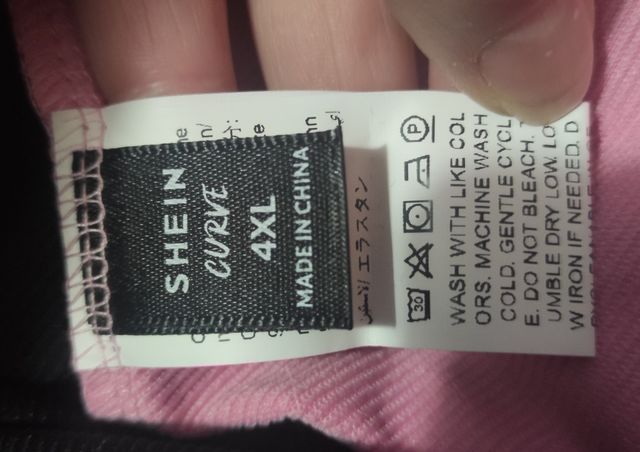 SHEIN
CURVE
4XL
MADE IN CHINA
エラスタン
30
P
WASH WITH LIKE COL
ORS. MACHINE WASH
COLD. GENTLE CYCL
E. DO NOT BLEACH.
UMBLE DRY LOW. LO
W IRON IF NEEDED. D